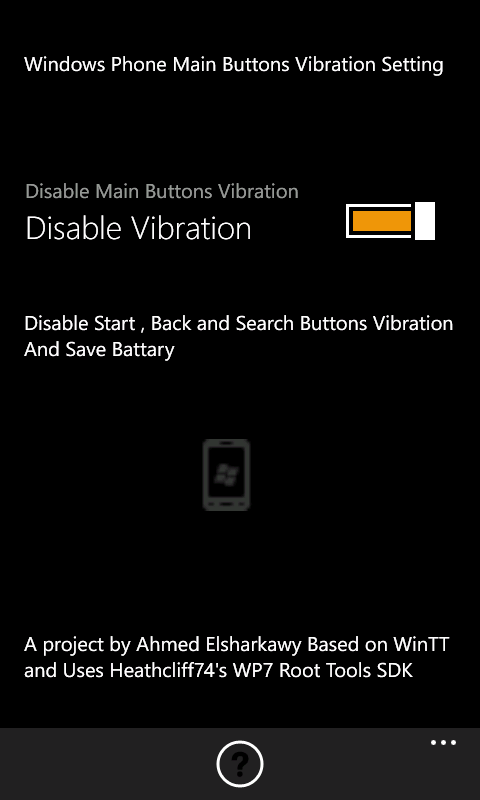 Windows Phone Main Buttons Vibration Setting
Disable Main Buttons Vibration
Disable Vibration
Disable Start , Back and Search Buttons Vibration
And Save Battary
A project by Ahmed Elsharkawy Based on WinTT
and Uses Heathcliff74's WP7 Root Tools SDK
?